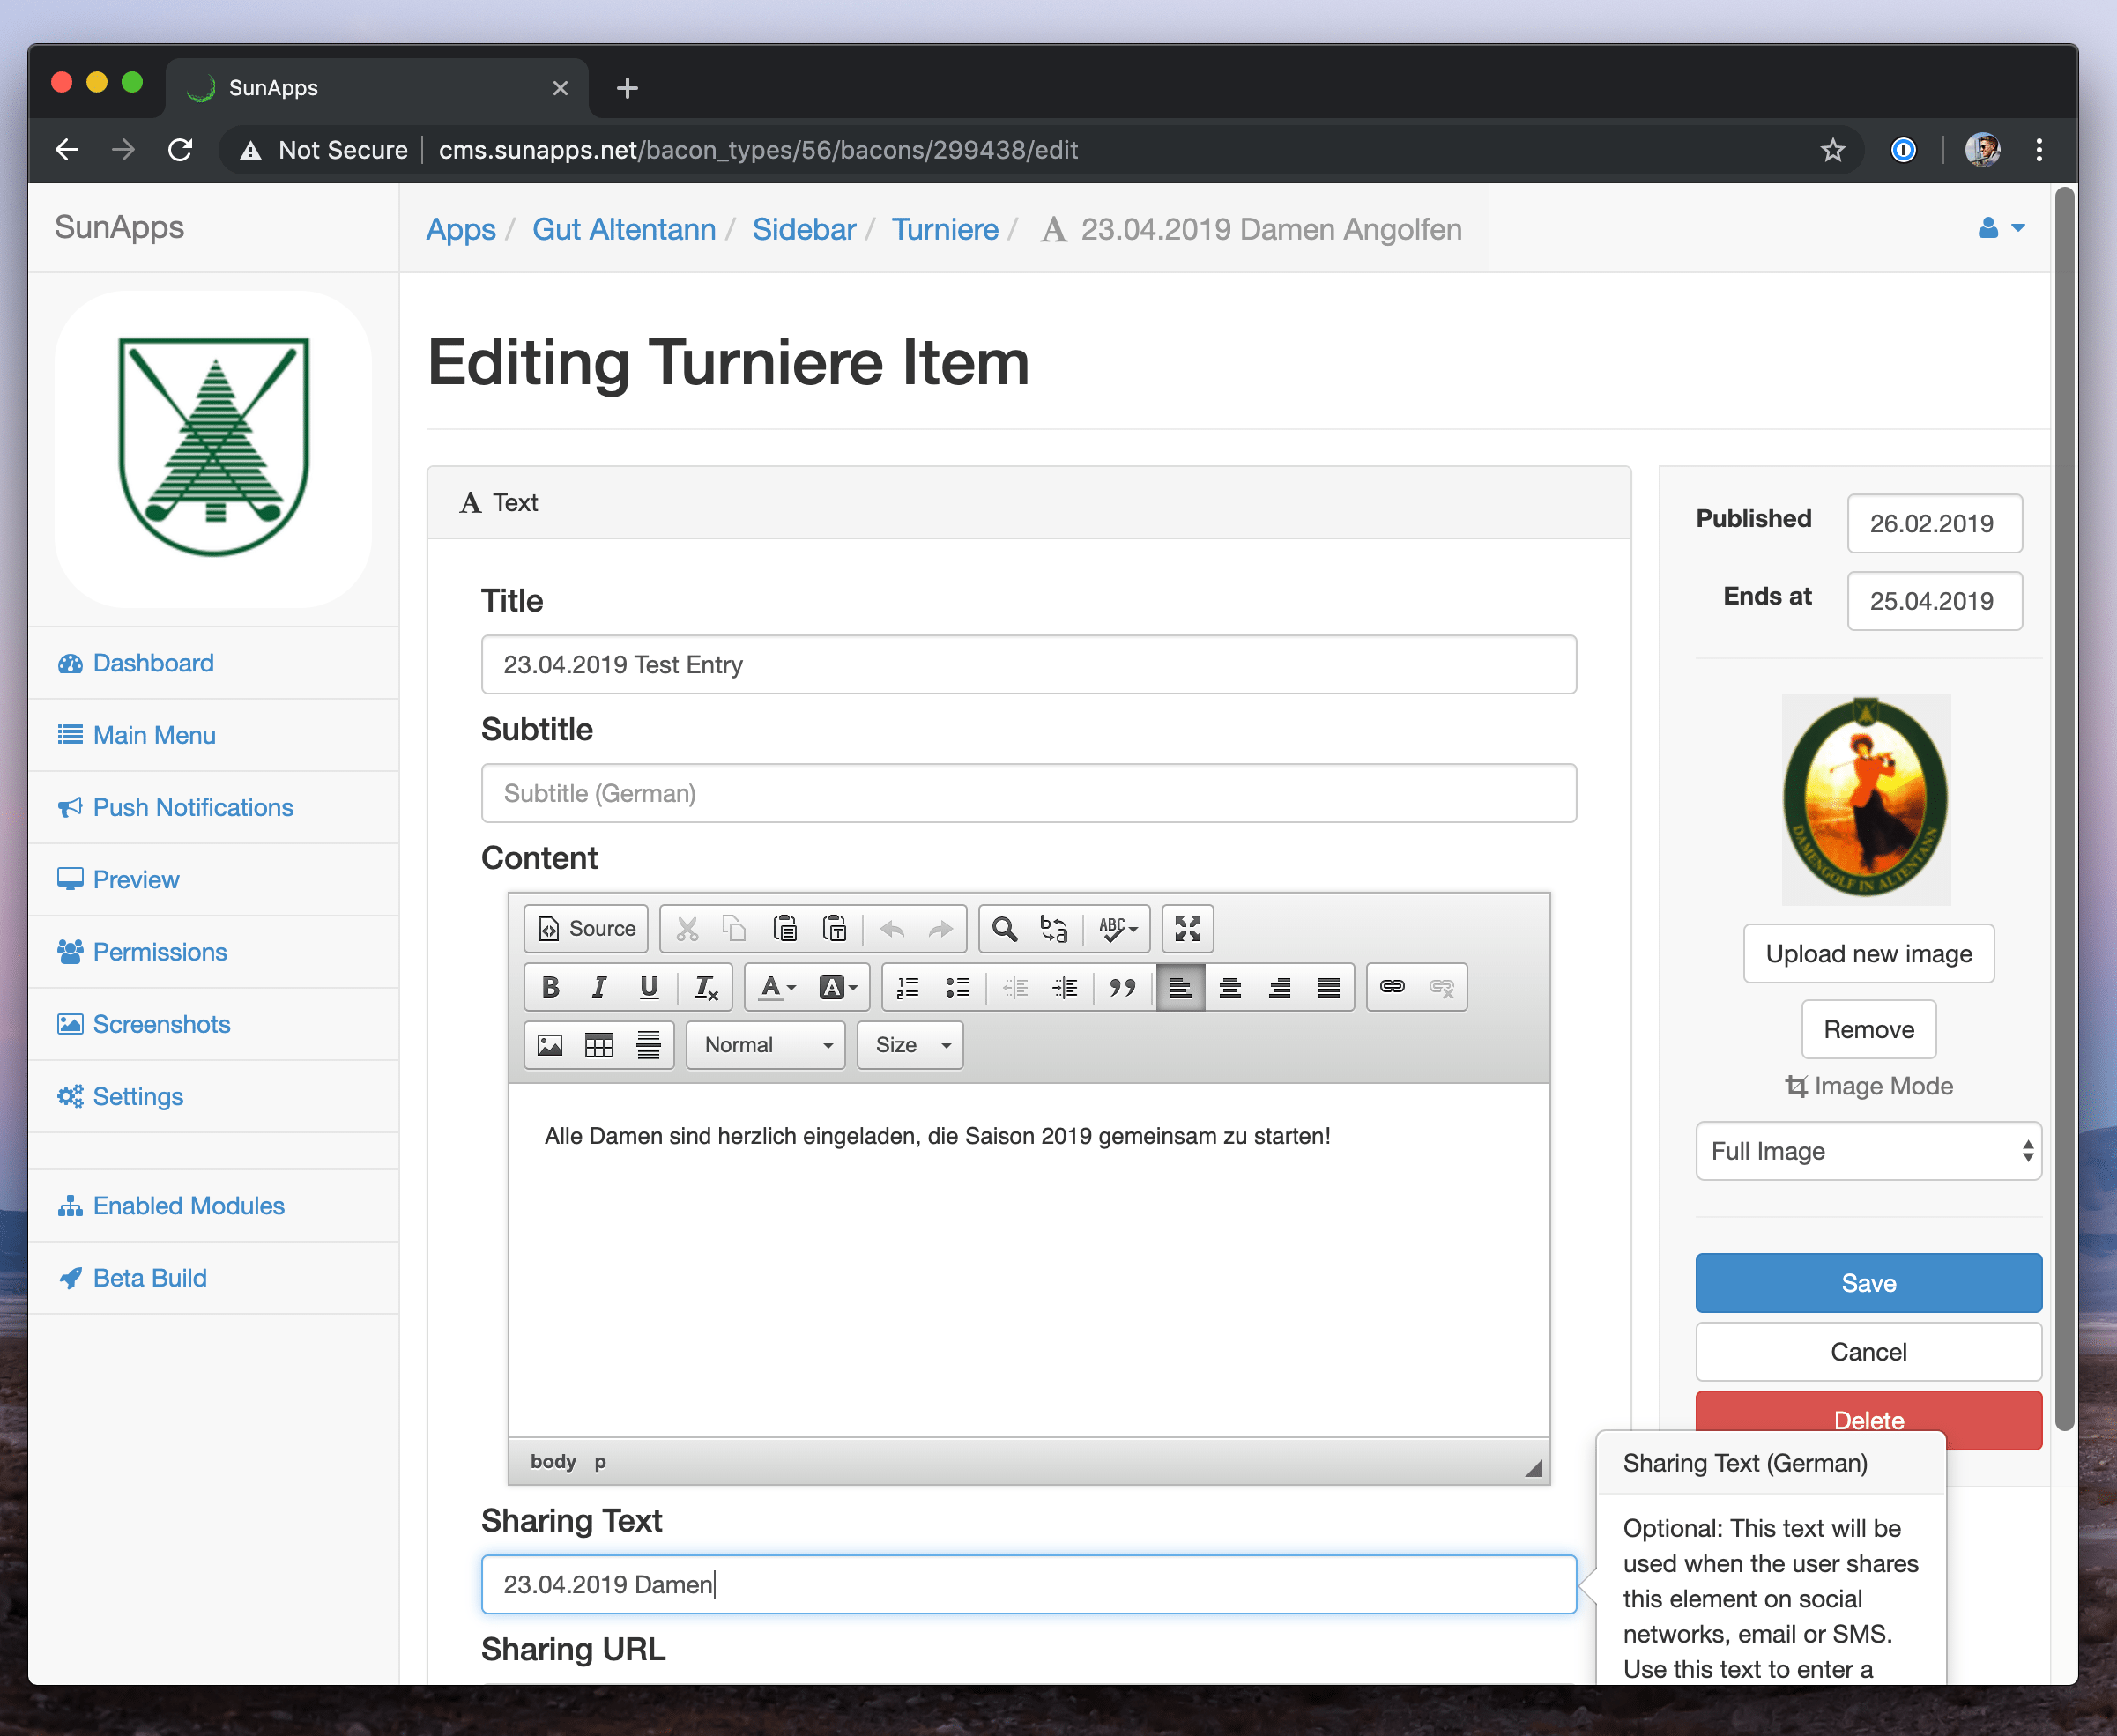 SunApps
Not Secure
cms.sunapps.net/bacon_types/56/bacons/299438/edit
SunApps
Apps / Gut Altentann / Sidebar / Turniere / A 23.04.2019 Damen Angolfen
Dashboard
Main Menu
Push Notifications
Preview
Permissions
Screenshots
Settings
Enabled Modules
Beta Build
Editing Turniere Item
A Text
Title
23.04.2019 Test Entry
Subtitle
Subtitle (German)
Content
Source
ABC
B I U Tx A A
Normal Size
Alle Damen sind herzlich eingeladen, die Saison 2019 gemeinsam zu starten!
body p
Sharing Text
23.04.2019 Damen
Sharing URL
Published 26.02.2019
Ends at 25.04.2019
DAMENGOLF IN ALTENTANN
Upload new image
Remove
Image Mode
Full Image
Save
Cancel
Delete
Sharing Text (German)
Optional: This text will be
used when the user shares
this element on social
networks, email or SMS.
Use this text to enter a